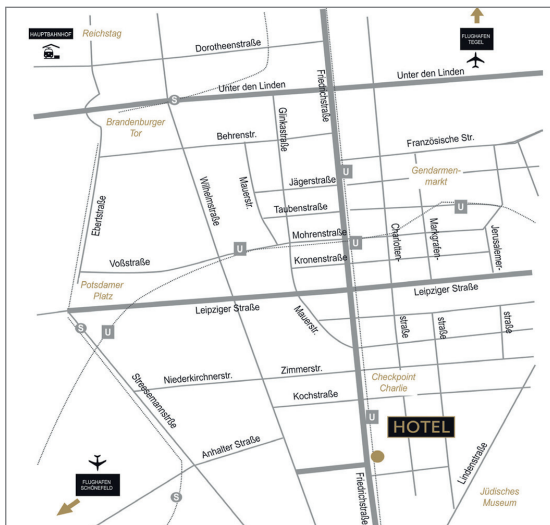 HAUPTBAHNHOF
Reichstag
FLUGHAFEN
TEGEL
Dorotheenstraße
Friedrichstraße
Unter den Linden
Unter den Linden
S
Brandenburger
Tor
Glinkastraße
Behrenstr.
Französische Str.
Gendarmen-
markt
U
Mauerstr.
Wilhelmstraße
Jägerstraße
Ebertstraße
Taubenstraße
U
Charlotten-
Markgrafen-
Jerusalemer-
Mohrenstraße
U
U
Kronenstraße
Voßstraße
Potsdamer
Platz
Leipziger Straße
Leipziger Straße
Mauerstr.
straße
straße
straße
S
U
Zimmerstr.
Niederkirchnerstr.
Checkpoint
Charlie
Stresemannstraße
Kochstraße
U
HOTEL
Anhalter Straße
Lindenstraße
FLUGHAFEN
SCHÖNEFELD
S
Friedrichstraße
Jüdisches
Museum